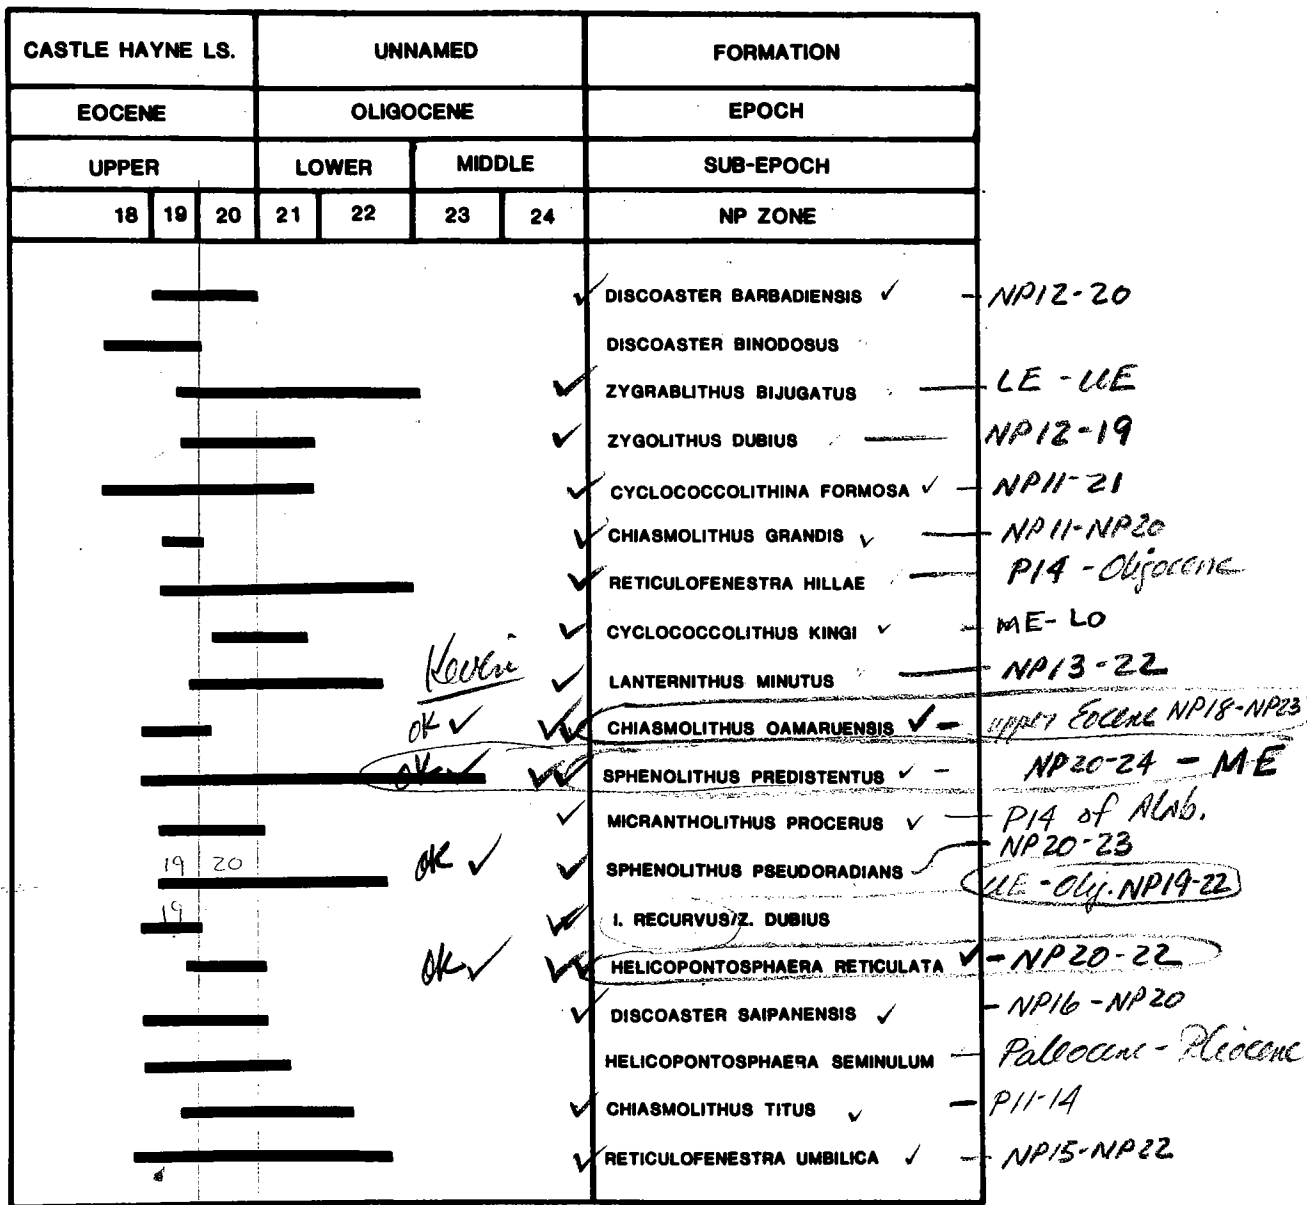 CASTLE HAYNE LS. UNNAMED FORMATION
EOCENE OLIGOCENE EPOCH
UPPER LOWER MIDDLE SUB-EPOCH
18 19 20 21 22 23 24 NP ZONE
✓ DISCOASTER BARBADIENSIS ✓ - NP12-20
DISCOASTER BINODOSUS
✓ ZYGRABLITHUS BIJUGATUS — LE - UE
✓ ZYGOLITHUS DUBIUS — NP12-19
✓ CYCLOCOCCOLITHINA FORMOSA ✓ - NP11-21
✓ CHIASMOLITHUS GRANDIS ✓ — NP11-NP20
✓ RETICULOFENESTRA HILLAE — P14 - Oligocene
✓ CYCLOCOCCOLITHUS KINGI ✓ - ME-LO
Kevin ✓ LANTERNITHUS MINUTUS — NP13-22
OK ✓ ✓✓ CHIASMOLITHUS OAMARUENSIS ✓ - upper Eocene NP18-NP23
OK ✓ ✓✓ SPHENOLITHUS PREDISTENTUS ✓ - NP20-24 - ME
✓ MICRANTHOLITHUS PROCERUS ✓ — P14 of Alab.
19 20 OK ✓ ✓ SPHENOLITHUS PSEUDORADIANS — NP20-23
UE-Olig. NP19-22
19 ✓ I. RECURVUS/Z. DUBIUS
OK ✓ ✓✓ HELICOPONTOSPHAERA RETICULATA ✓ - NP20-22
✓ DISCOASTER SAIPANENSIS ✓ - NP16-NP20
HELICOPONTOSPHAERA SEMINULUM — Paleocene - Pliocene
✓ CHIASMOLITHUS TITUS ✓ - P11-14
✓ RETICULOFENESTRA UMBILICA ✓ - NP15-NP22